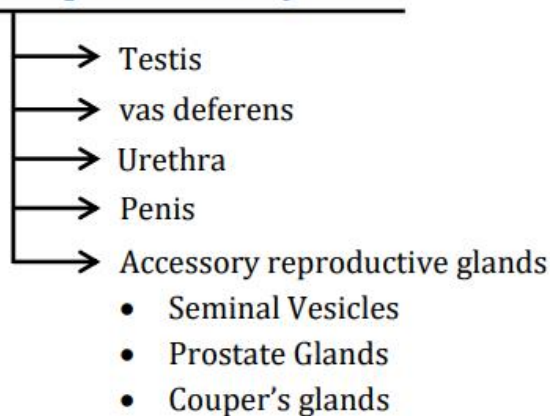 Testis
vas deferens
Urethra
Penis
Accessory reproductive glands
• Seminal Vesicles
• Prostate Glands
• Couper's glands